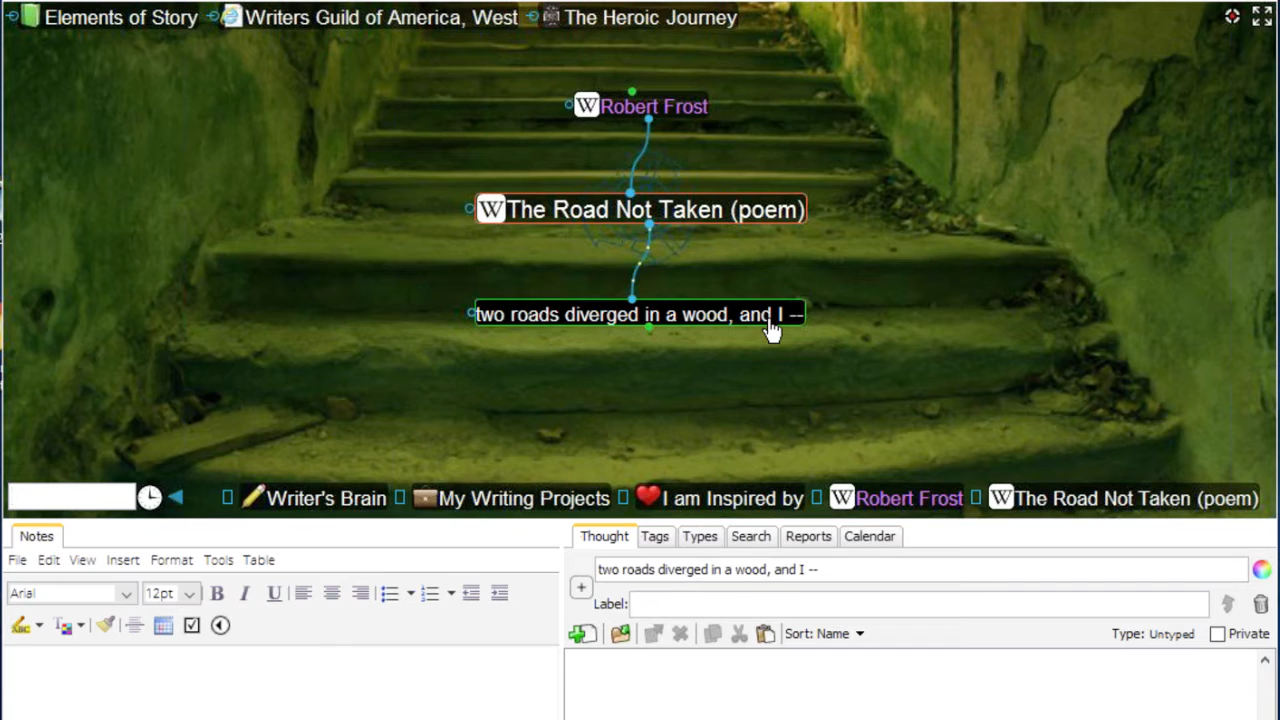 Elements of Story Writers Guild of America, West The Heroic Journey
W Robert Frost
W The Road Not Taken (poem)
two roads diverged in a wood, and I --
Writer's Brain My Writing Projects I am Inspired by W Robert Frost W The Road Not Taken (poem)
Notes
File Edit View Insert Format Tools Table
Arial 12pt B I U
ABC T
Thought Tags Types Search Reports Calendar
two roads diverged in a wood, and I --
Label:
Sort: Name Type: Untyped Private